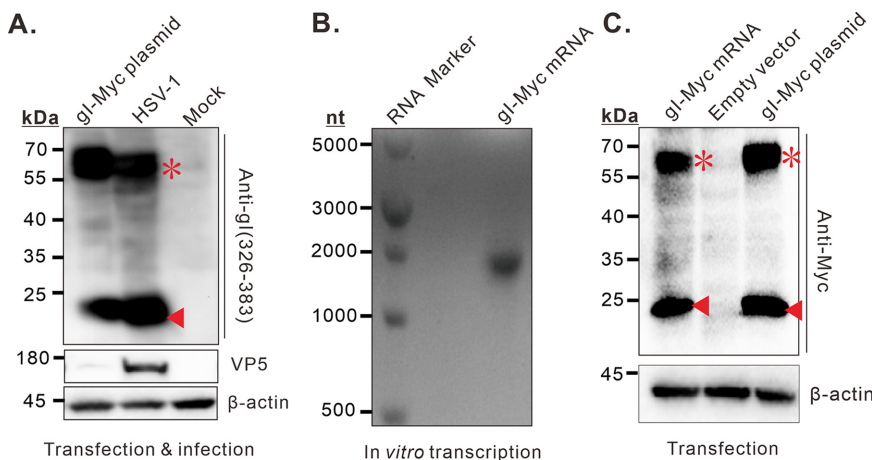 A.
gI-Myc plasmid
HSV-1
Mock
kDa
70
55
40
35
25
*
Anti-gI(326-383)
180
VP5
45
β-actin
Transfection & infection
B.
RNA Marker
gI-Myc mRNA
nt
5000
3000
2000
1000
500
In vitro transcription
C.
gI-Myc mRNA
Empty vector
gI-Myc plasmid
kDa
70
55
40
35
25
* *
Anti-Myc
45
β-actin
Transfection